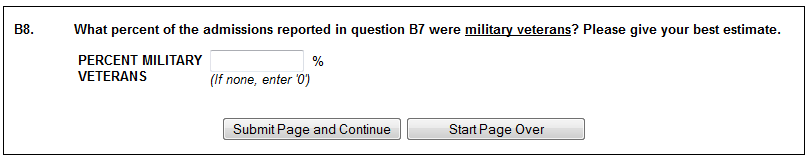 B8. What percent of the admissions reported in question B7 were military veterans? Please give your best estimate.
PERCENT MILITARY %
VETERANS (If none, enter '0')
Submit Page and Continue Start Page Over